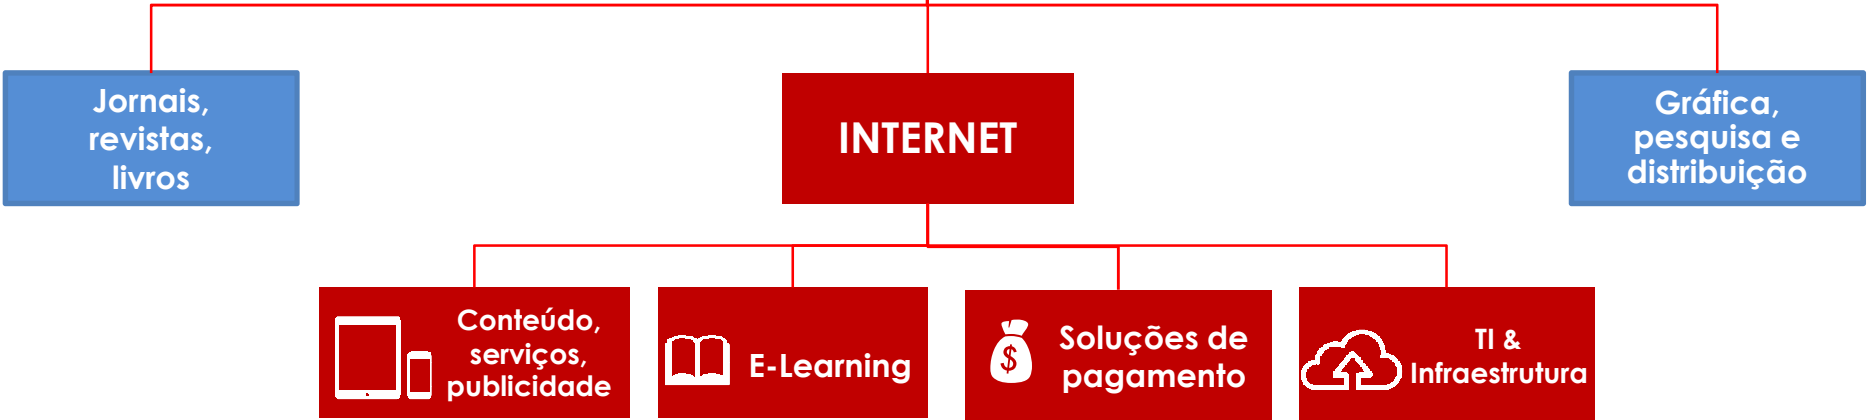 Jornais,
revistas,
livros
INTERNET
Gráfica,
pesquisa e
distribuição
Conteúdo,
serviços,
publicidade
E-Learning
$
Soluções de
pagamento
TI &
Infraestrutura